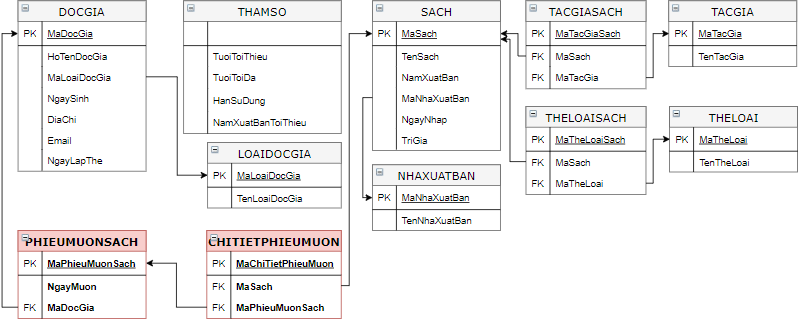 DOCGIA
PK MaDocGia
HoTenDocGia
MaLoaiDocGia
NgaySinh
DiaChi
Email
NgayLapThe
THAMSO
TuoiToiThieu
TuoiToiDa
HanSuDung
NamXuatBanToiThieu
LOAIDOCGIA
PK MaLoaiDocGia
TenLoaiDocGia
SACH
PK MaSach
TenSach
NamXuatBan
MaNhaXuatBan
NgayNhap
TriGia
NHAXUATBAN
PK MaNhaXuatBan
TenNhaXuatBan
TACGIASACH
PK MaTacGiaSach
FK MaSach
FK MaTacGia
TACGIA
PK MaTacGia
TenTacGia
THELOAISACH
PK MaTheLoaiSach
FK MaSach
FK MaTheLoai
THELOAI
PK MaTheLoai
TenTheLoai
PHIEUMUONSACH
PK MaPhieuMuonSach
NgayMuon
FK MaDocGia
CHITIETPHIEUMUON
PK MaChiTietPhieuMuon
FK MaSach
FK MaPhieuMuonSach